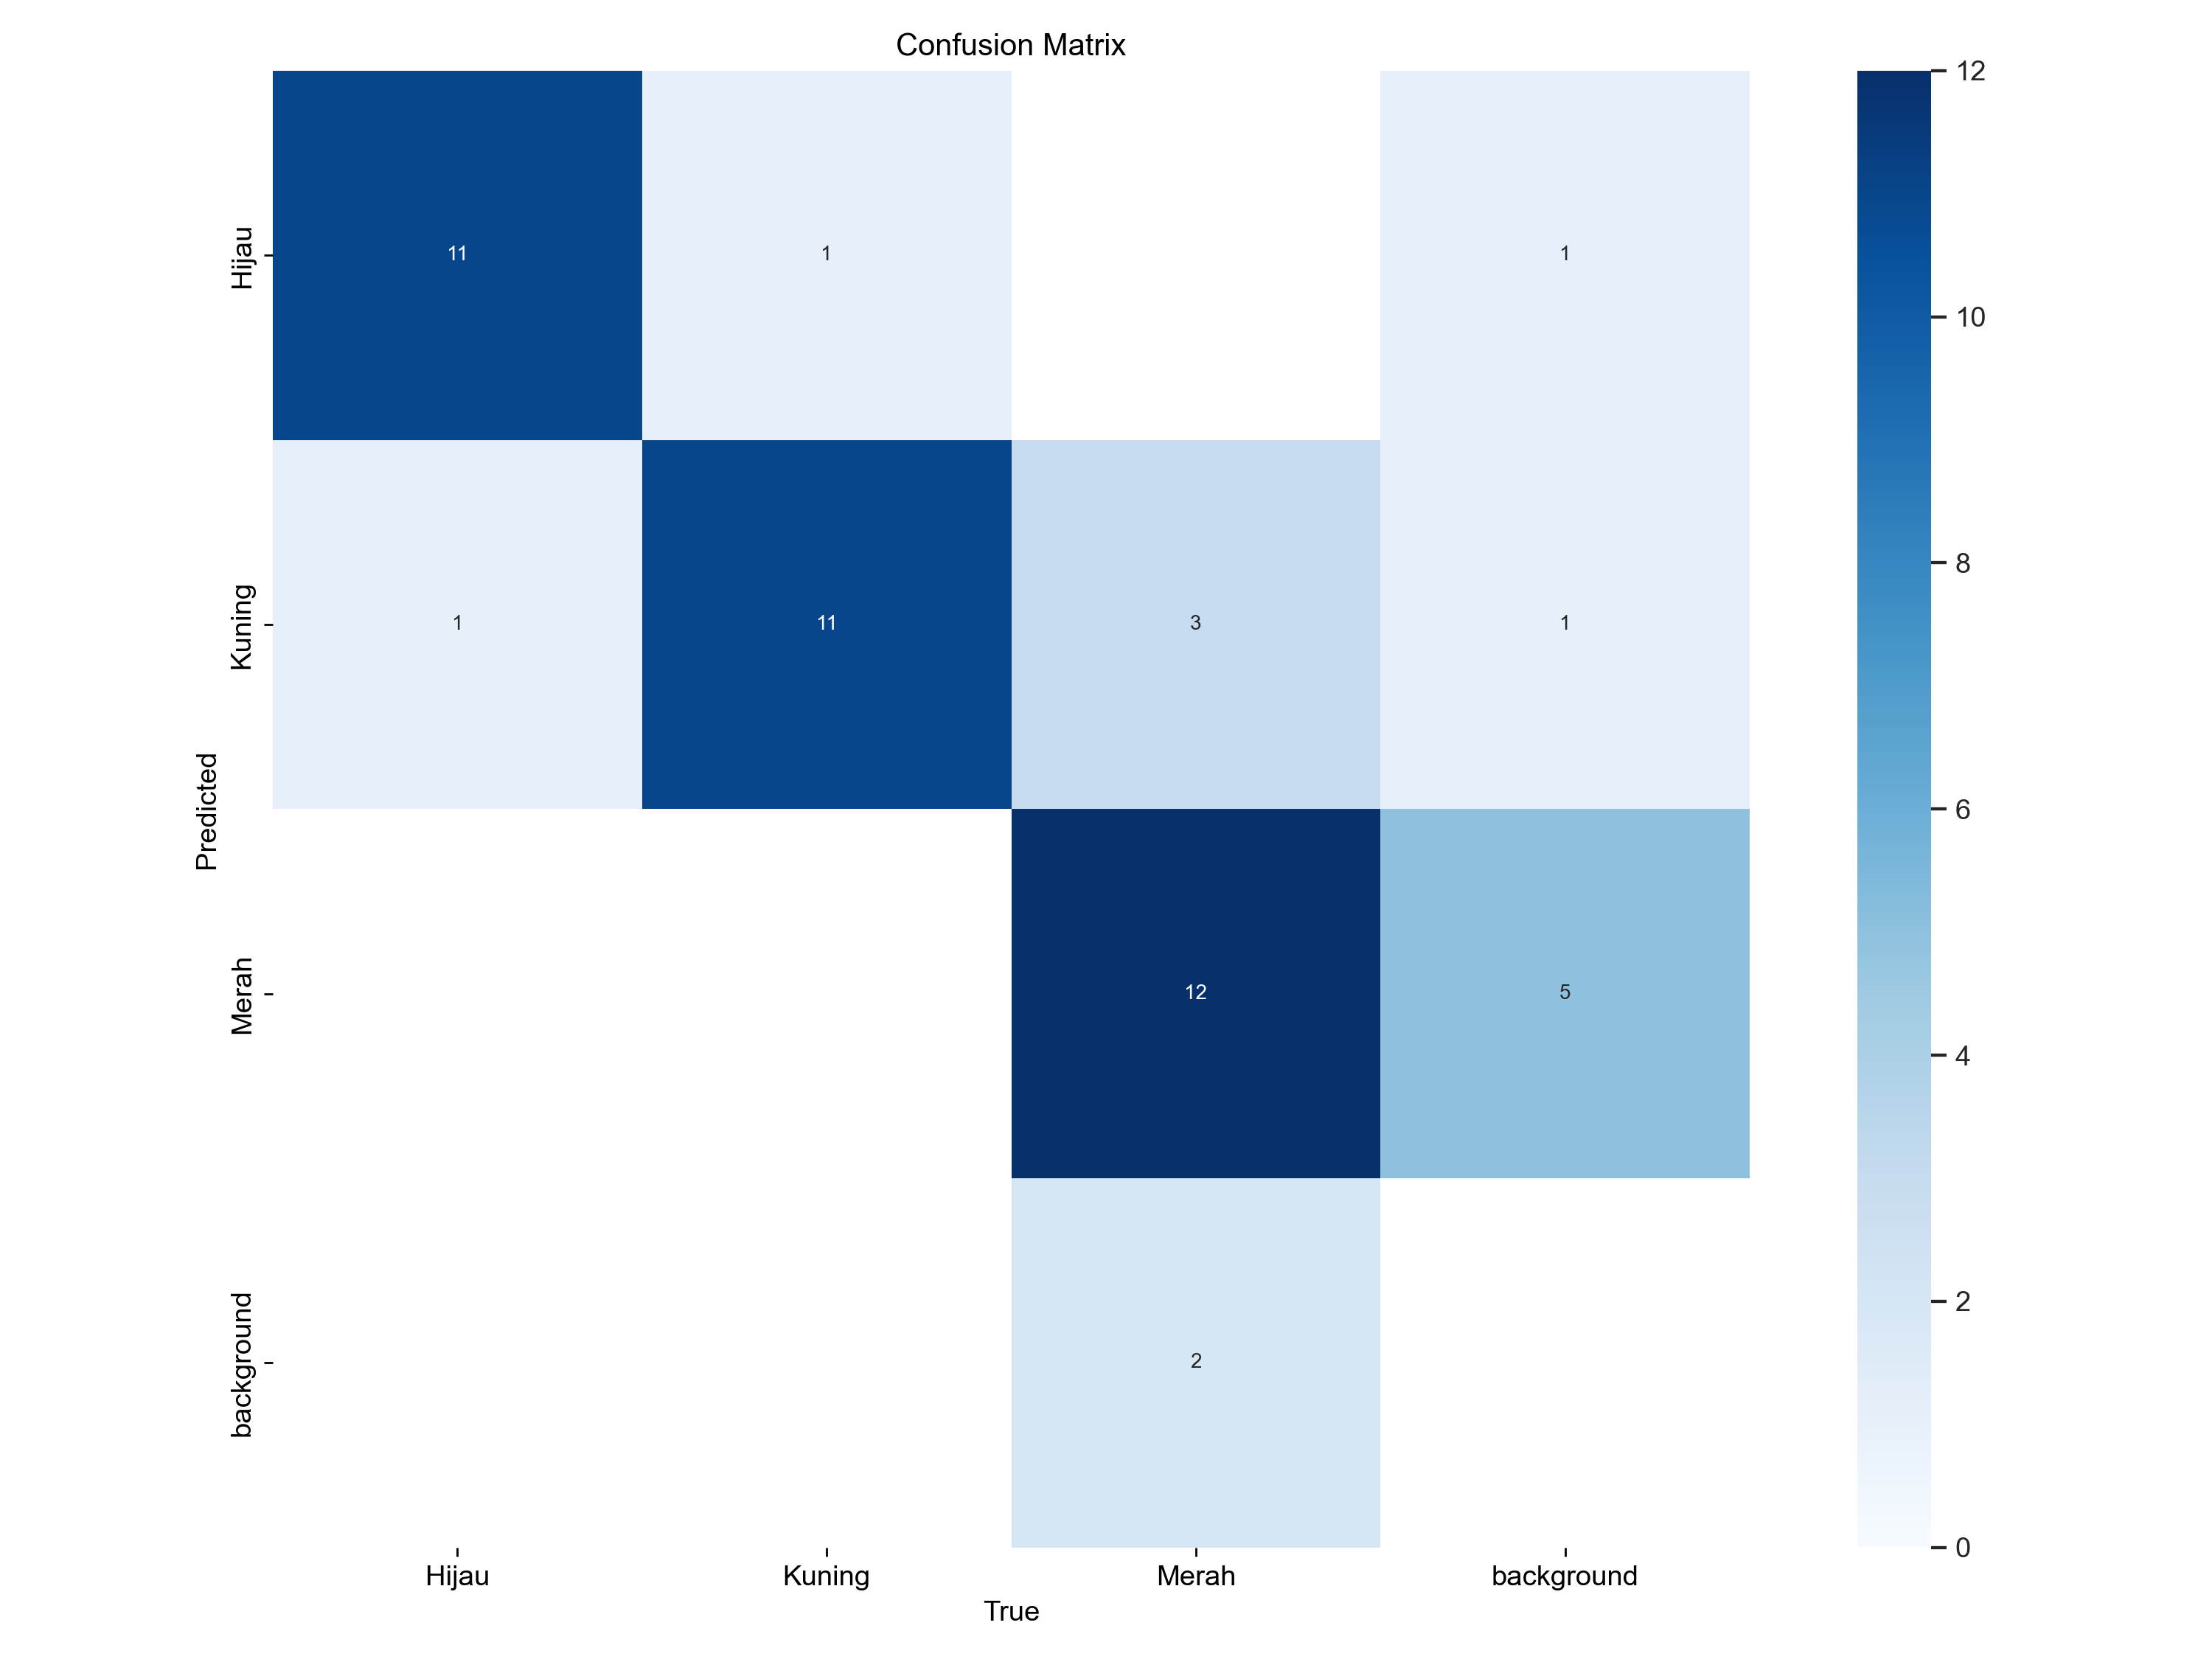 Confusion Matrix
Hijau
11
1
1
Kuning
1
11
3
1
Merah
12
5
background
2
Predicted
Hijau
Kuning
Merah
background
True
12
10
8
6
4
2
0